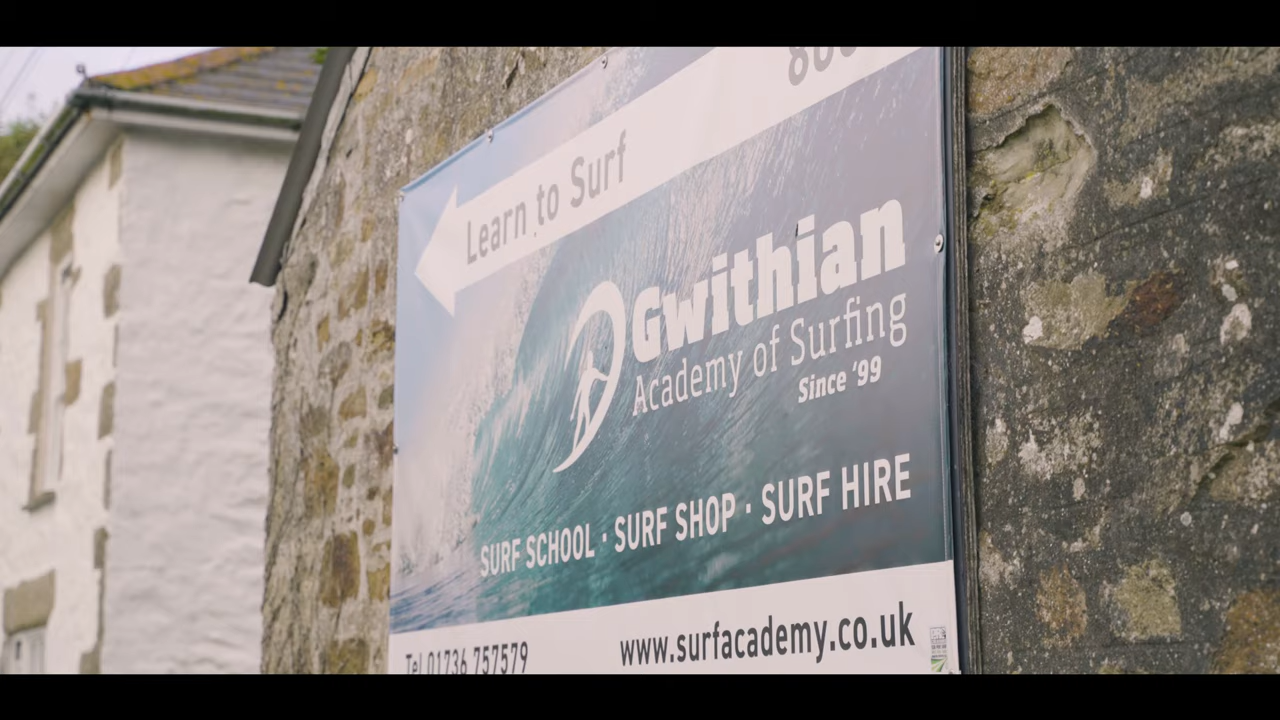 Learn to Surf
Gwithian
Academy of Surfing
Since '99
SURF SCHOOL · SURF SHOP · SURF HIRE
Tel 01736 757579
www.surfacademy.co.uk